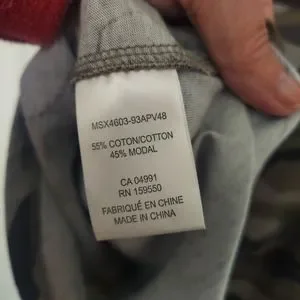 MSX4603-93APV48
55% COTON/COTTON
45% MODAL
CA 04991
RN 159550
FABRIQUÉ EN CHINE
MADE IN CHINA